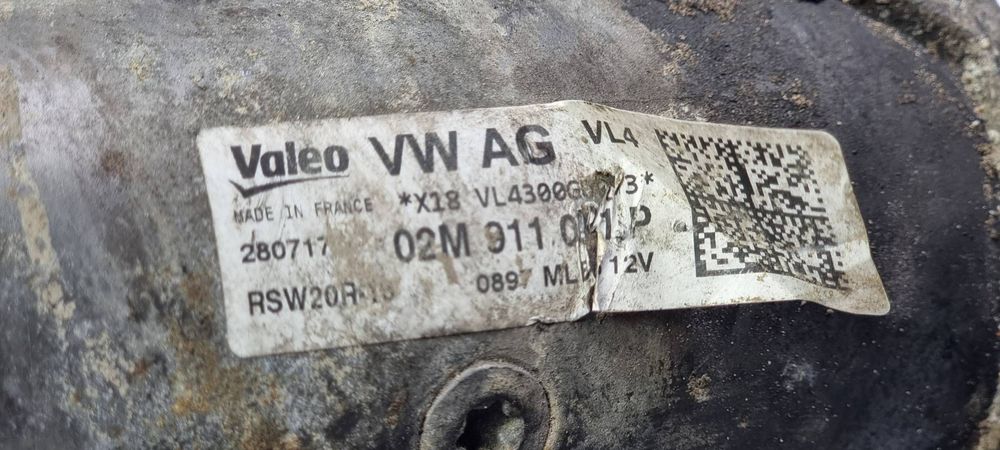 Valeo VW AG VL4
MADE IN FRANCE *X18 VL4300G
280717 02M 911
RSW20R 0897 12V